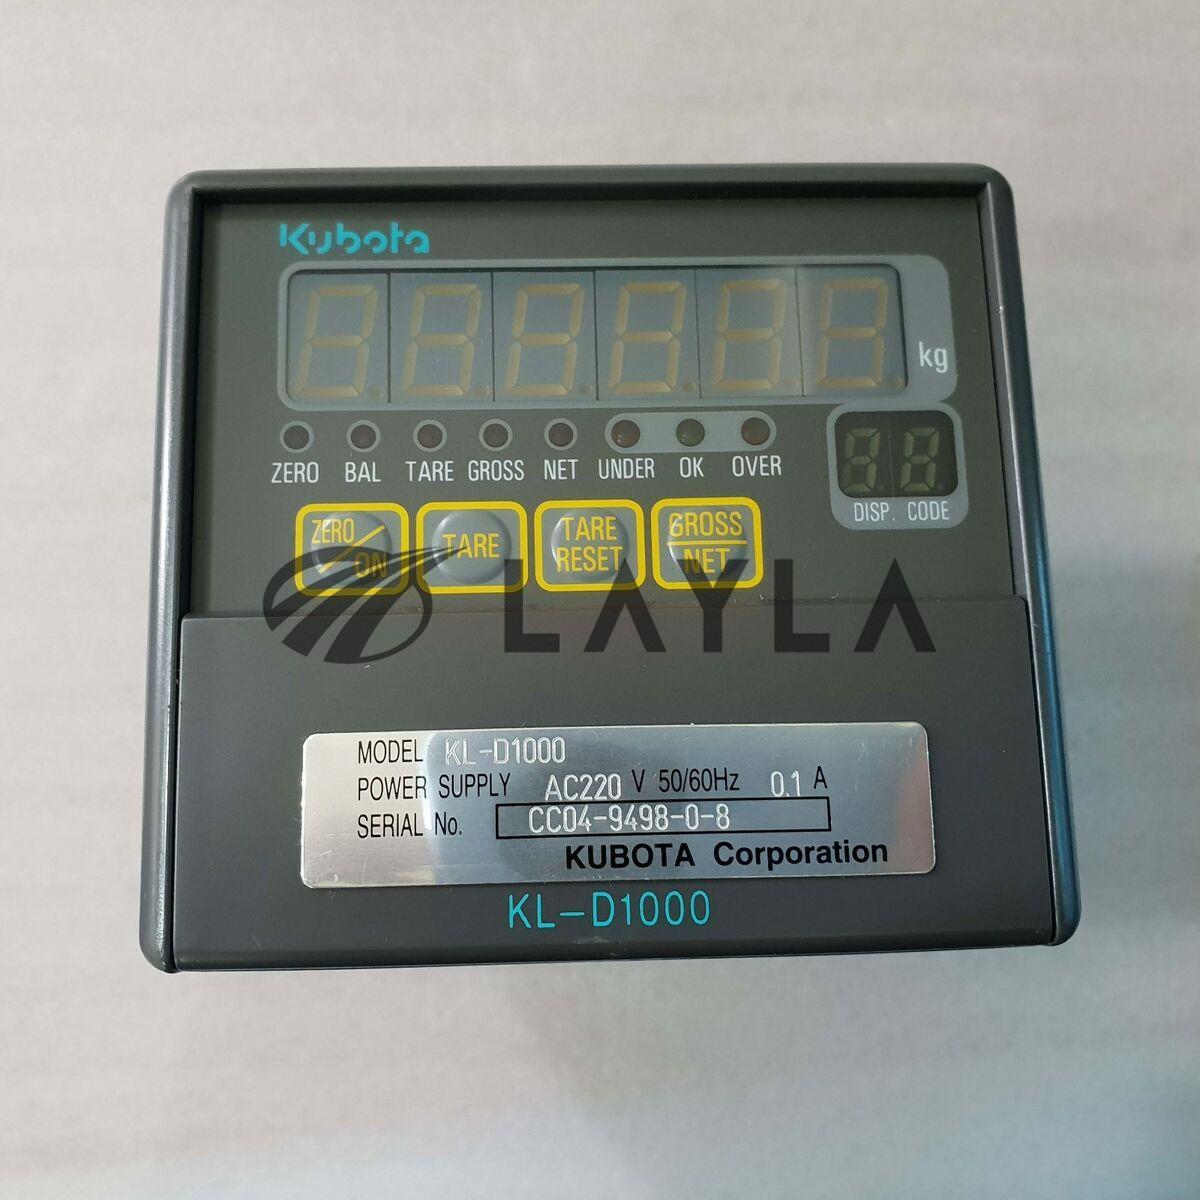 Kubota
kg
ZERO BAL TARE GROSS NET UNDER OK OVER
DISP. CODE
ZERO/ON TARE TARE RESET GROSS/NET
LAYLA
MODEL KL-D1000
POWER SUPPLY AC220 V 50/60Hz 0.1 A
SERIAL No. CC04-9498-0-8
KUBOTA Corporation
KL-D1000